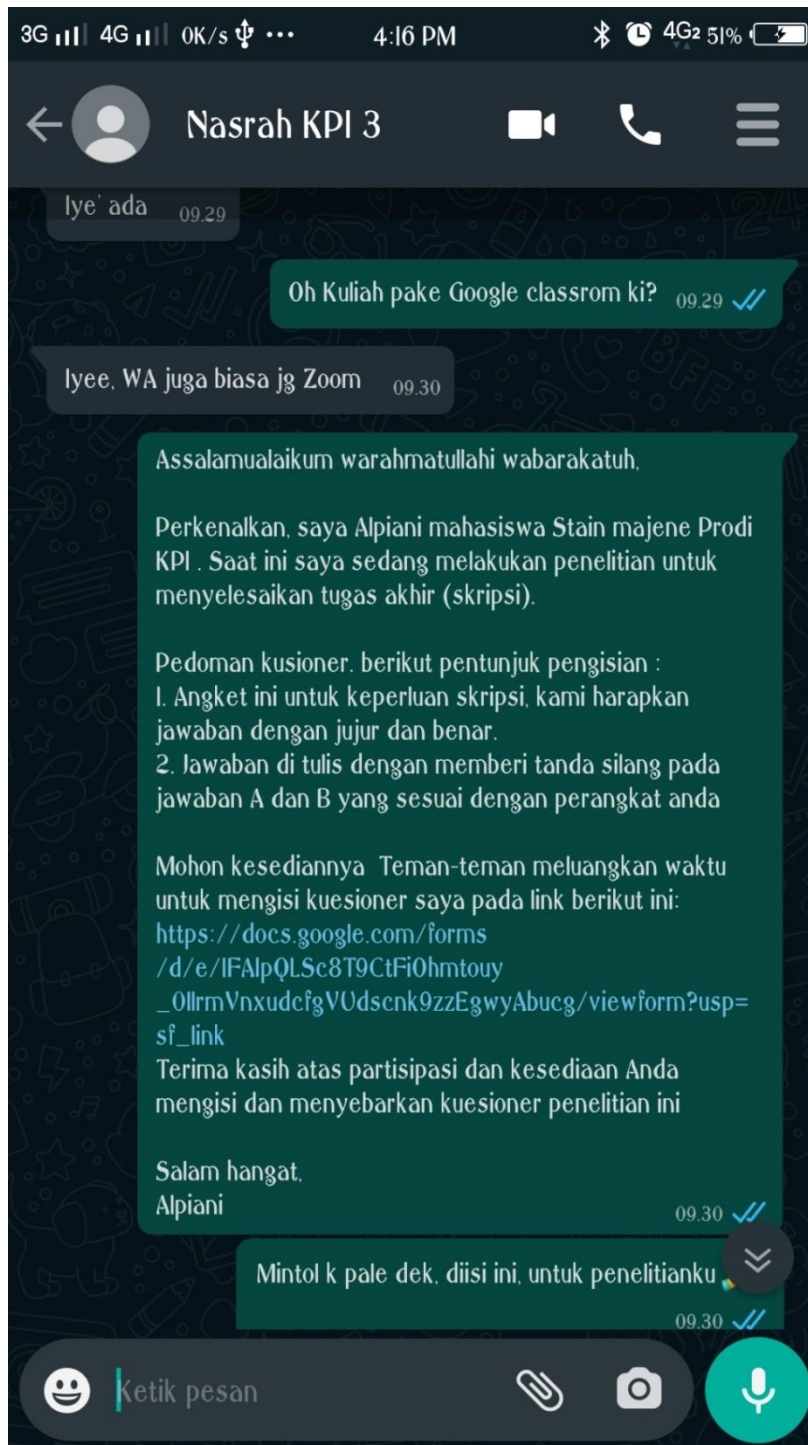 3G 4G 0K/s ... 4:16 PM 4G2 51%
Nasrah KPI 3
Iye' ada 09.29
Oh Kuliah pake Google classrom ki? 09.29
Iyee, WA juga biasa jg Zoom 09.30
Assalamualaikum warahmatullahi wabarakatuh,
Perkenalkan, saya Alpiani mahasiswa Stain majene Prodi
KPI . Saat ini saya sedang melakukan penelitian untuk
menyelesaikan tugas akhir (skripsi).
Pedoman kusioner. berikut pentunjuk pengisian :
1. Angket ini untuk keperluan skripsi, kami harapkan
jawaban dengan jujur dan benar.
2. Jawaban di tulis dengan memberi tanda silang pada
jawaban A dan B yang sesuai dengan perangkat anda
Mohon kesediannya Teman-teman meluangkan waktu
untuk mengisi kuesioner saya pada link berikut ini:
https://docs.google.com/forms
/d/e/1FAIpQLSc8T9CtFi0hmtouy
_0llrmVnxudcfgVUdscnk9zzEgwyAbucg/viewform?usp=
sf_link
Terima kasih atas partisipasi dan kesediaan Anda
mengisi dan menyebarkan kuesioner penelitian ini
Salam hangat,
Alpiani
09.30
Mintol k pale dek, diisi ini, untuk penelitianku
09.30
Ketik pesan